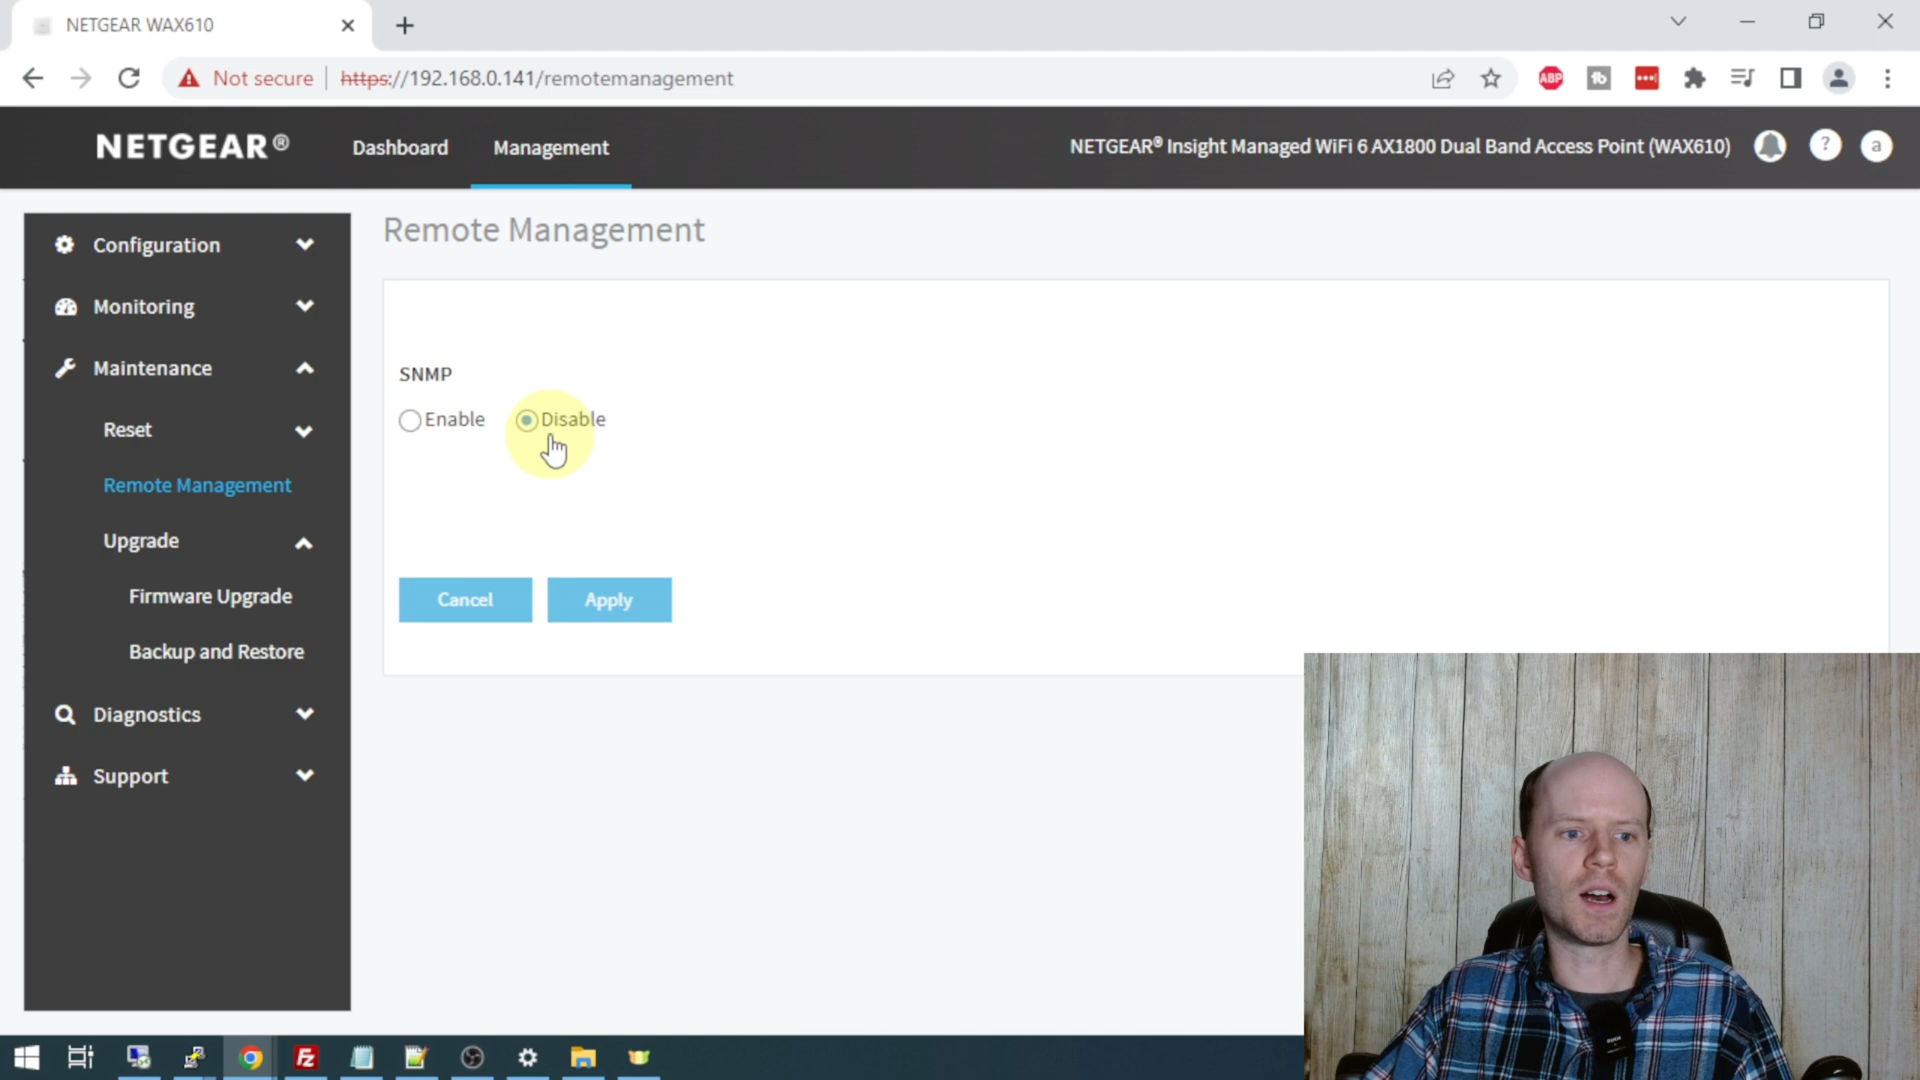 NETGEAR WAX610
Not secure
https://192.168.0.141/remotemanagement
ABP
NETGEAR®
Dashboard
Management
NETGEAR® Insight Managed WiFi 6 AX1800 Dual Band Access Point (WAX610)
?
a
Configuration
Monitoring
Maintenance
Reset
Remote Management
Upgrade
Firmware Upgrade
Backup and Restore
Diagnostics
Support
Remote Management
SNMP
Enable
Disable
Cancel
Apply
Fz